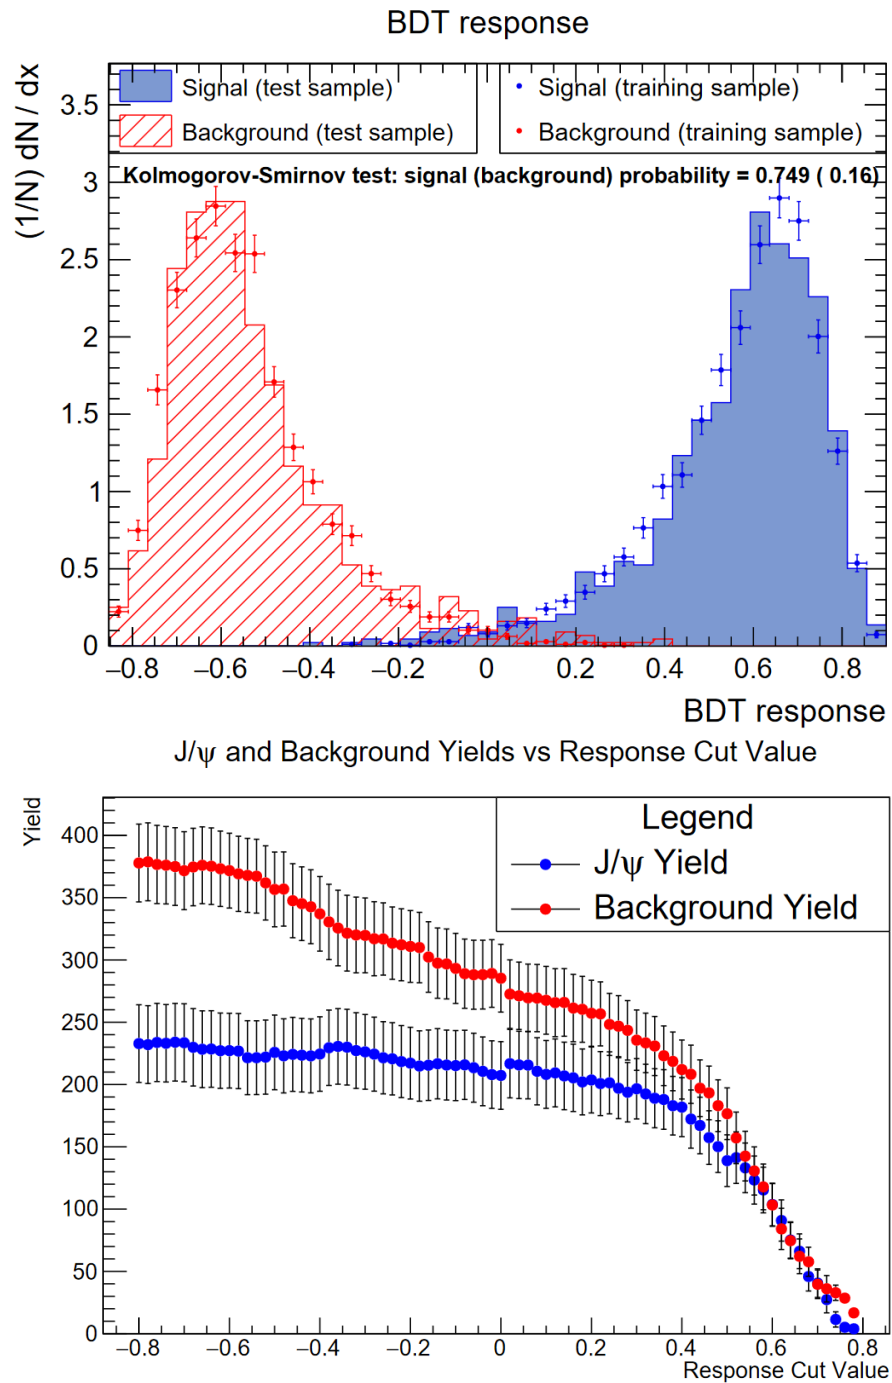 BDT response
(1/N) dN / dx
Signal (test sample)
Background (test sample)
Signal (training sample)
Background (training sample)
Kolmogorov-Smirnov test: signal (background) probability = 0.749 ( 0.16)
3.5
3
2.5
2
1.5
1
0.5
0
−0.8 −0.6 −0.4 −0.2 0 0.2 0.4 0.6 0.8
BDT response
J/ψ and Background Yields vs Response Cut Value
Yield
Legend
J/ψ Yield
Background Yield
400
350
300
250
200
150
100
50
0
−0.8 −0.6 −0.4 −0.2 0 0.2 0.4 0.6 0.8
Response Cut Value